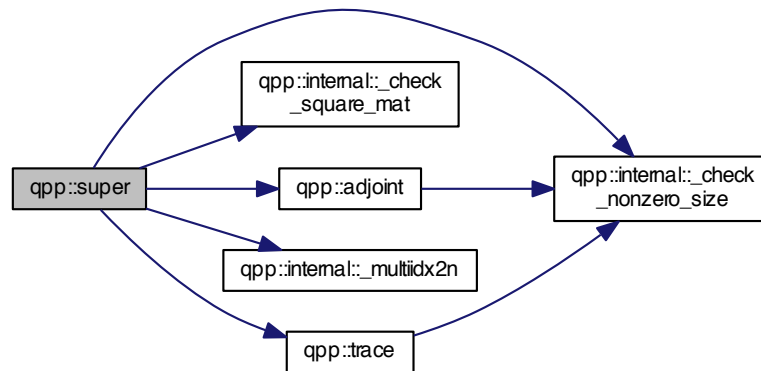 qpp::super
qpp::internal::_check
_square_mat
qpp::adjoint
qpp::internal::_multiidx2n
qpp::trace
qpp::internal::_check
_nonzero_size